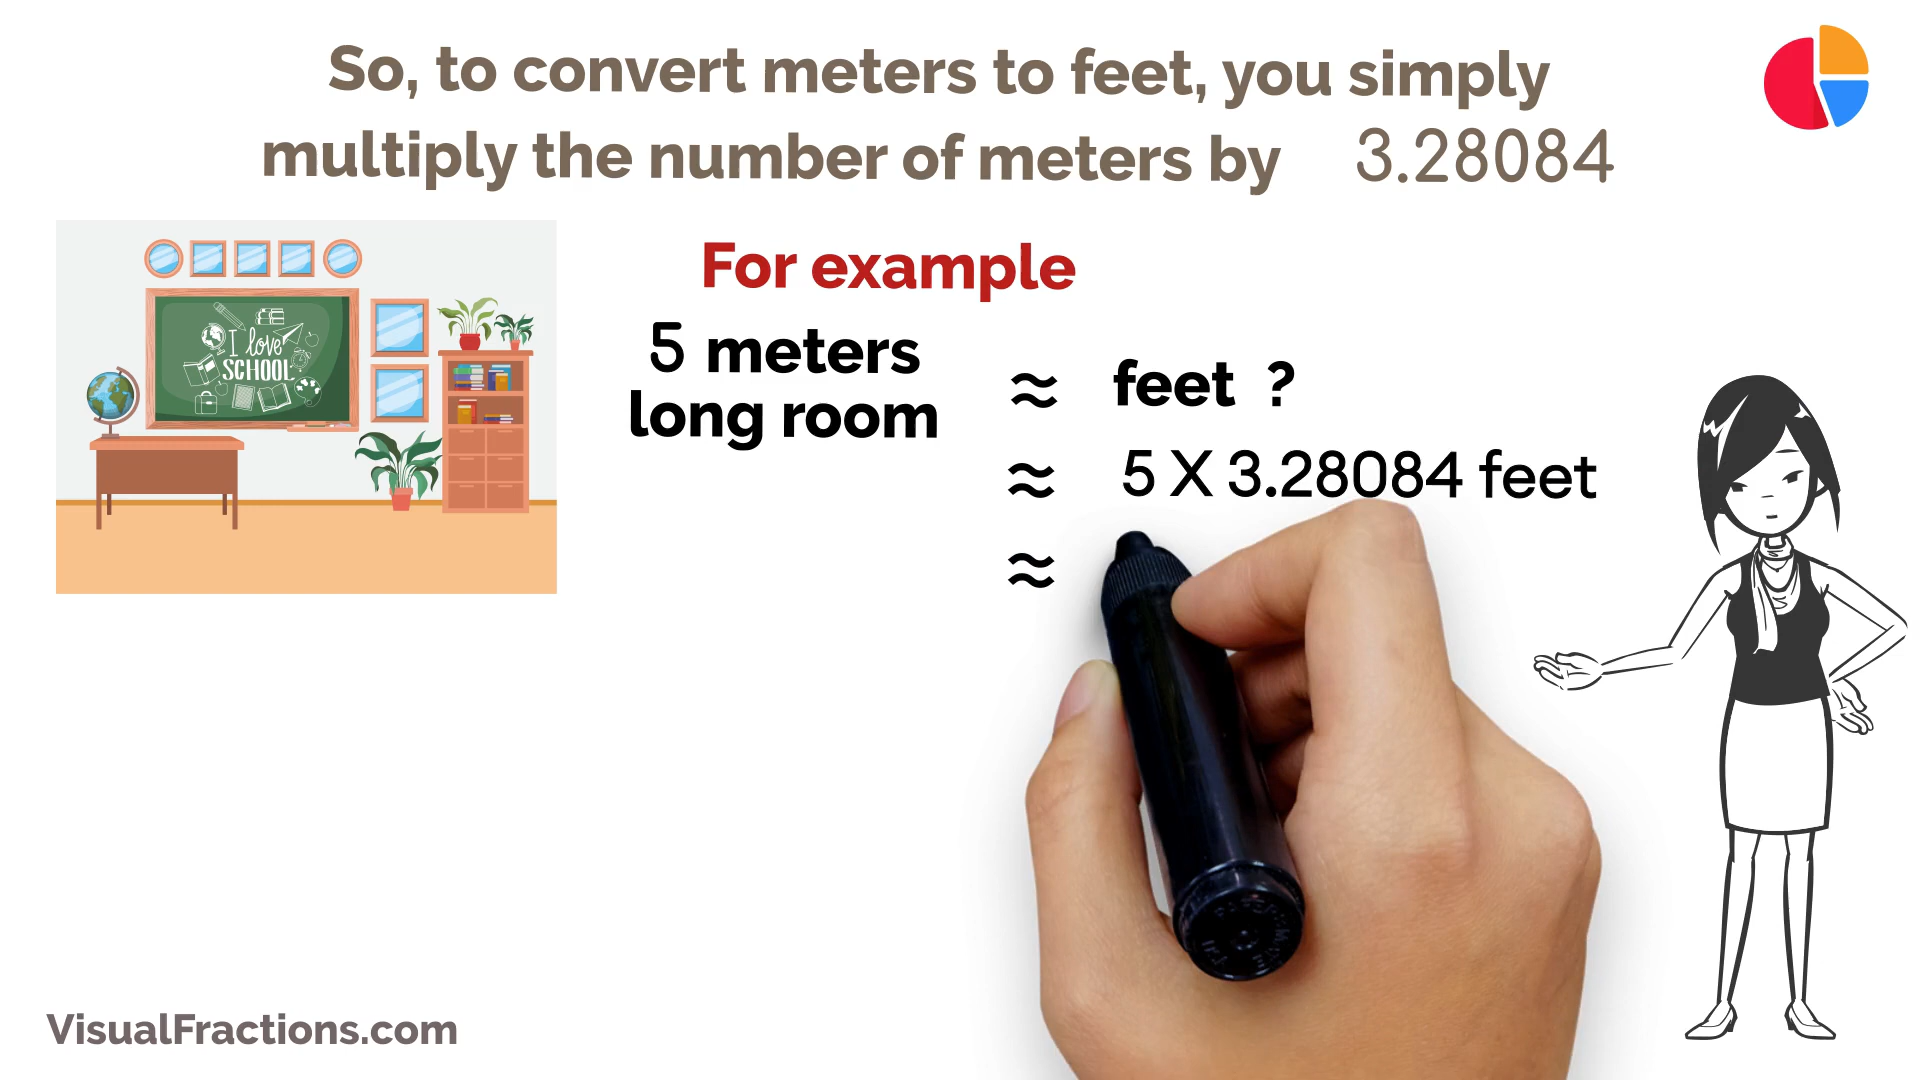 So, to convert meters to feet, you simply
multiply the number of meters by 3.28084
For example
I love
SCHOOL
5 meters
long room
≈ feet ?
≈ 5 X 3.28084 feet
≈
VisualFractions.com